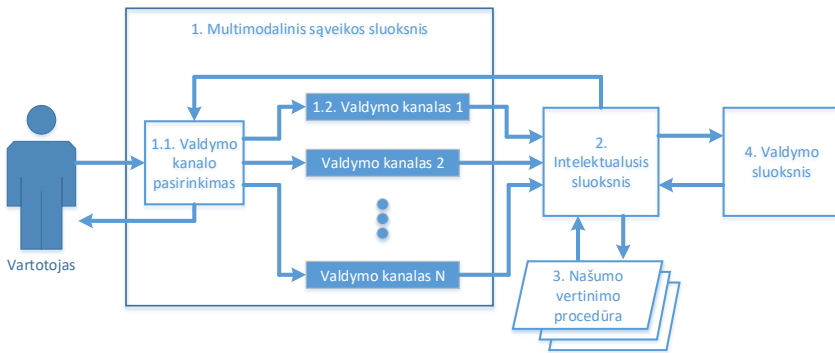 1. Multimodalinis sąveikos sluoksnis
1.2. Valdymo kanalas 1
1.1. Valdymo
kanalo
pasirinkimas
Valdymo kanalas 2
Valdymo kanalas N
2.
Intelektualusis
sluoksnis
4. Valdymo
sluoksnis
Vartotojas
3. Našumo
vertinimo
procedūra